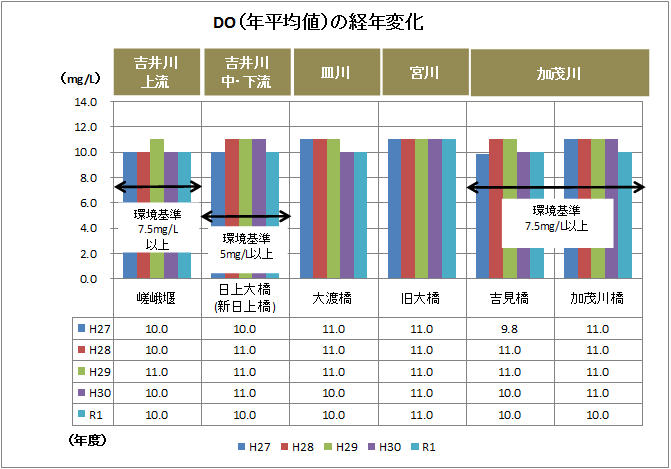 DO（年平均値）の経年変化
吉井川
上流
吉井川
中・下流
皿川
宮川
加茂川
（mg/L）
14.0
12.0
10.0
8.0
6.0
4.0
2.0
0.0
環境基準
7.5mg/L
以上
環境基準
5mg/L以上
環境基準
7.5mg/L以上
嵯峨堰
日上大橋
(新日上橋)
大渡橋
旧大橋
吉見橋
加茂川橋
H27 10.0 10.0 11.0 11.0 9.8 11.0
H28 10.0 11.0 11.0 11.0 11.0 11.0
H29 11.0 11.0 11.0 11.0 11.0 11.0
H30 10.0 11.0 10.0 11.0 10.0 11.0
R1 10.0 10.0 10.0 11.0 10.0 10.0
（年度）
H27 H28 H29 H30 R1